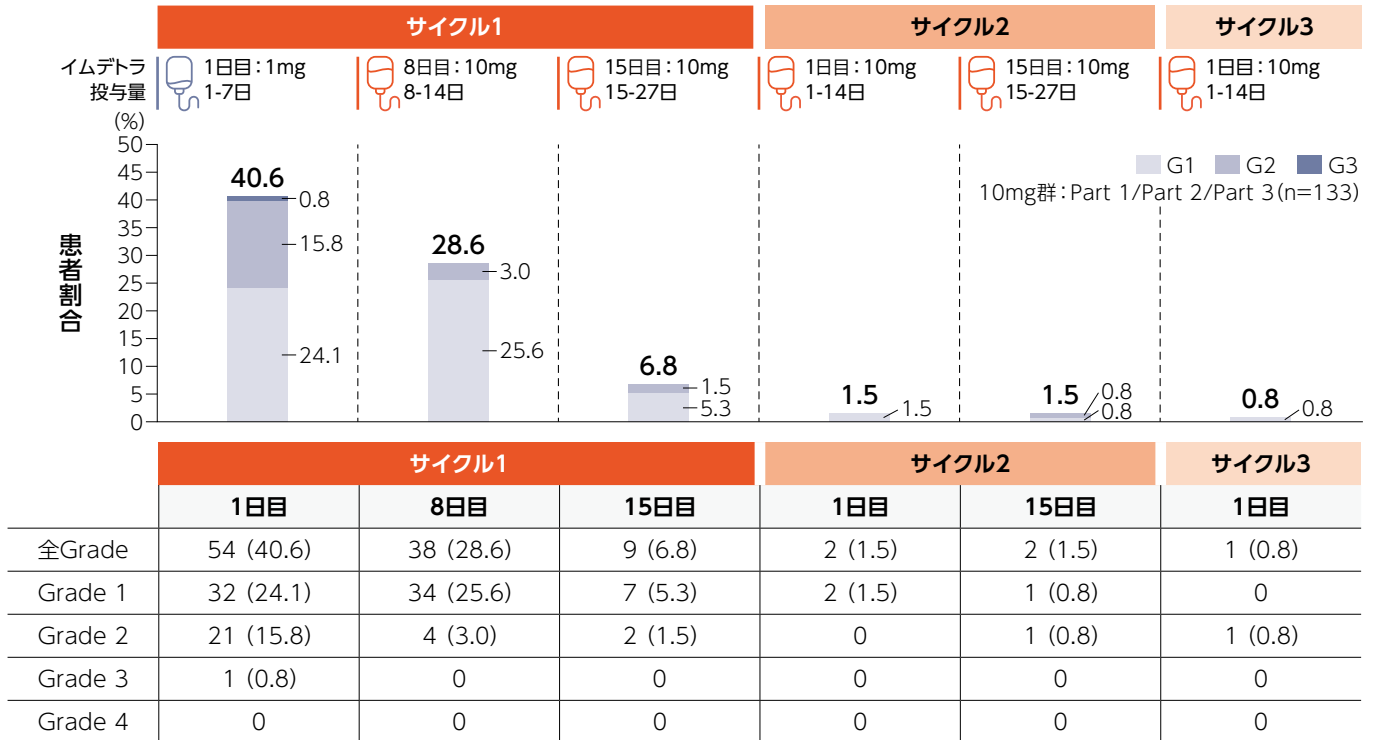 サイクル1 サイクル2 サイクル3
イムデトラ 1日目：1mg 8日目：10mg 15日目：10mg 1日目：10mg 15日目：10mg 1日目：10mg
投与量 1-7日 8-14日 15-27日 1-14日 15-27日 1-14日
(%)
50
45
40
35
30
25
20
15
10
5
0
患者割合
G1 G2 G3
10mg群：Part 1/Part 2/Part 3(n=133)
40.6
0.8
15.8
24.1
28.6
3.0
25.6
6.8
1.5
5.3
1.5
1.5
1.5
0.8
0.8
0.8
0.8
サイクル1 サイクル2 サイクル3
1日目 8日目 15日目 1日目 15日目 1日目
全Grade 54 (40.6) 38 (28.6) 9 (6.8) 2 (1.5) 2 (1.5) 1 (0.8)
Grade 1 32 (24.1) 34 (25.6) 7 (5.3) 2 (1.5) 1 (0.8) 0
Grade 2 21 (15.8) 4 (3.0) 2 (1.5) 0 1 (0.8) 1 (0.8)
Grade 3 1 (0.8) 0 0 0 0 0
Grade 4 0 0 0 0 0 0